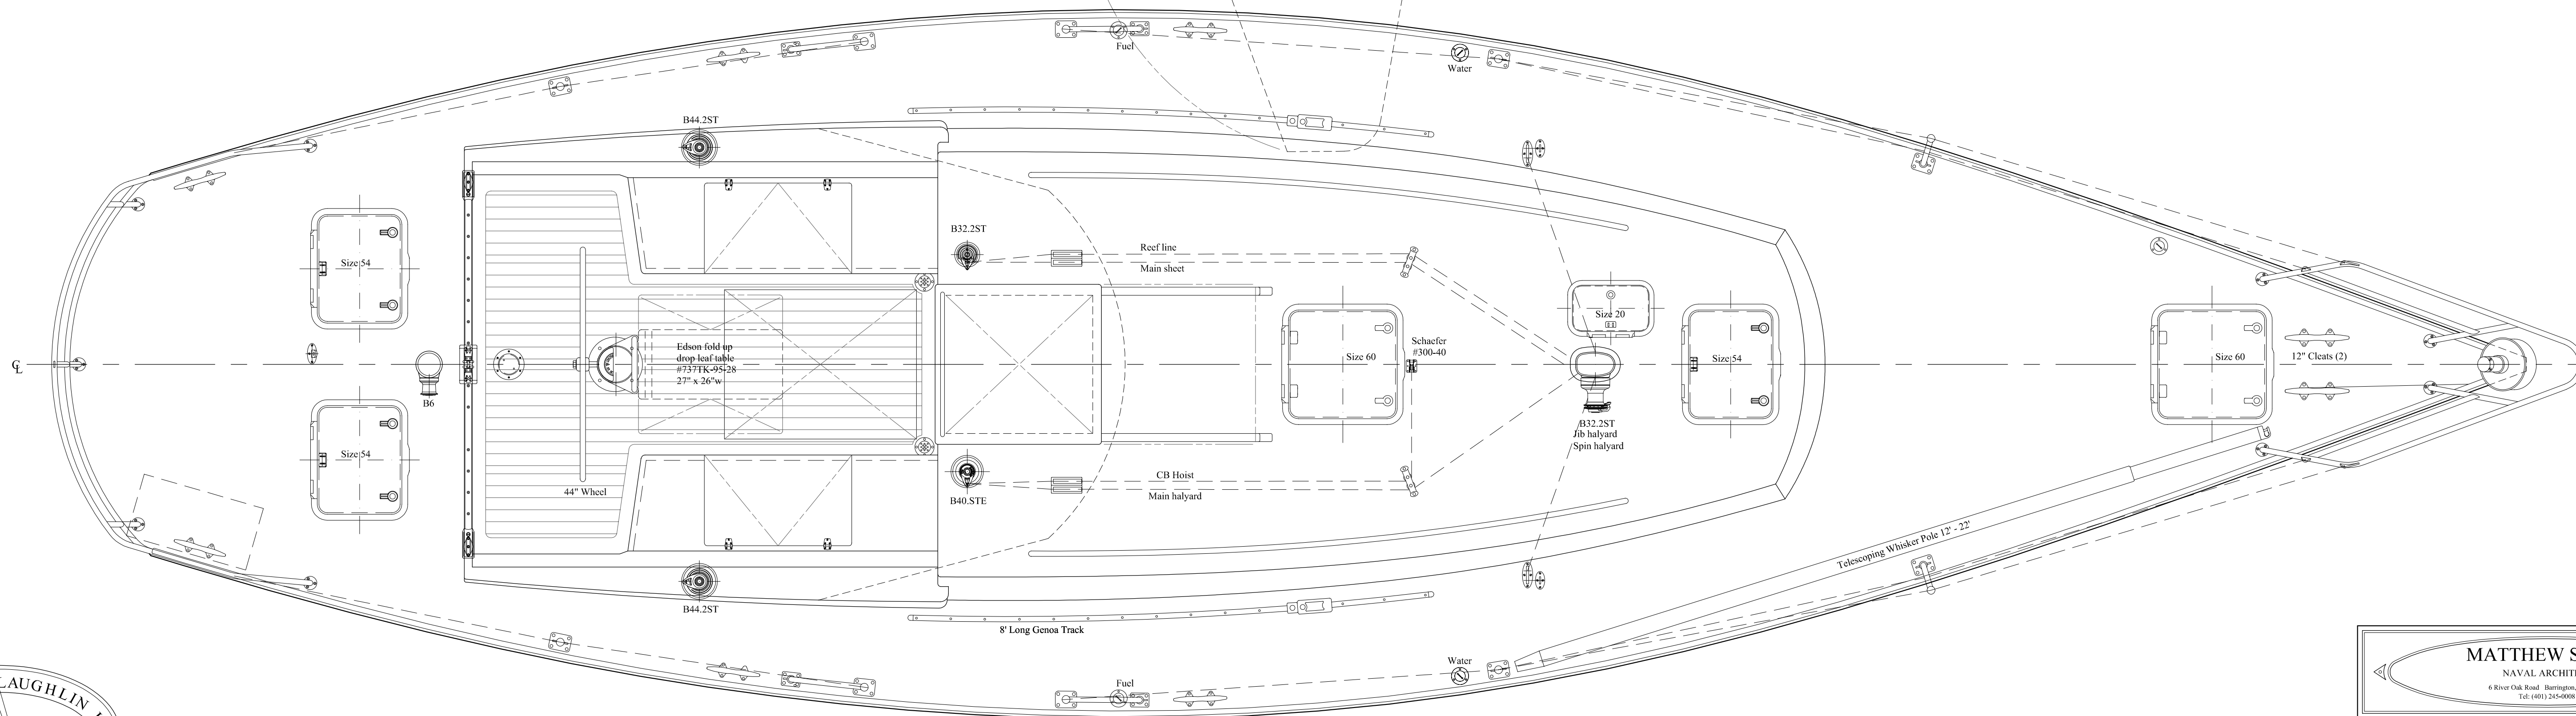 Fuel
Water
B44.2ST
B32.2ST
Reef line
Main sheet
Size 54
Size 20
Schaefer
#300-40
Edson fold up
drop leaf table
#737TK-95-28
27" x 26"w
Size 60
Size 54
Size 60
12" Cleats (2)
CL
B6
B32.2ST
Jib halyard
Spin halyard
Size 54
44" Wheel
CB Hoist
Main halyard
B40.STE
Telescoping Whisker Pole 12' - 22'
B44.2ST
8' Long Genoa Track
Water
Fuel
LAUGHLIN
MATTHEW S
NAVAL ARCHIT
6 River Oak Road Barrington,
Tel: (401) 245-0008